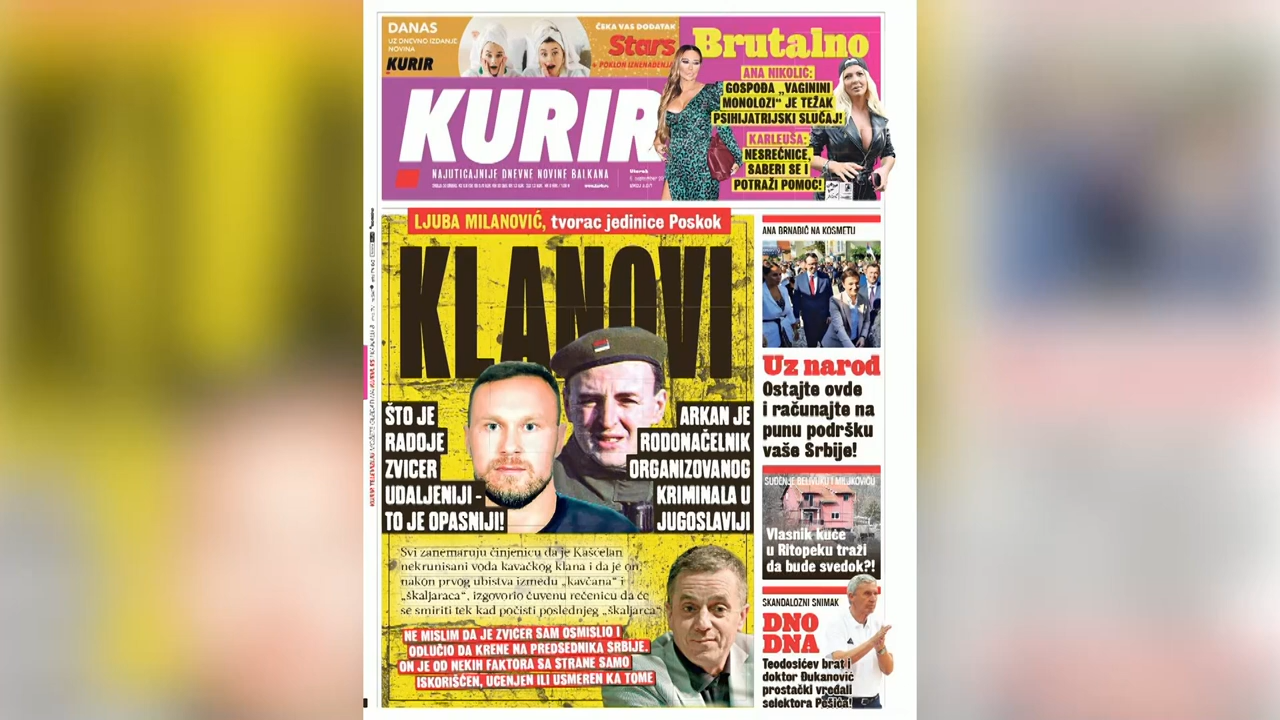 DANAS
UZ DNEVNO IZDANJE
NOVINA
KURIR
ČEKA VAS DODATAK
Stars
+ POKLON IZNENAĐENJA
Brutalno
ANA NIKOLIĆ:
GOSPOĐA „VAGININI
MONOLOZI“ JE TEŽAK
PSIHIJATRIJSKI SLUČAJ!
KARLEUŠA:
NESREĆNICE,
SABERI SE I
POTRAŽI POMOĆ!
KURIR
NAJUTICAJNIJE DNEVNE NOVINE BALKANA
Utorak
LJUBA MILANOVIĆ, tvorac jedinice Poskok
KLANOVI
ŠTO JE
RADOJE
ZVICER
UDALJENIJI -
TO JE OPASNIJI!
ARKAN JE
RODONAČELNIK
ORGANIZOVANOG
KRIMINALA U
JUGOSLAVIJI
Svi zanemaruju činjenicu da je Kašćelan
nekrunisani vođa kavačkog klana i da je on,
nakon prvog ubistva između „kavčana“ i
„škaljaraca“, izgovorio čuvenu rečenicu da će
se smiriti tek kad počisti poslednjeg „škaljarca“
NE MISLIM DA JE ZVICER SAM OSMISLIO I
ODLUČIO DA KRENE NA PREDSEDNIKA SRBIJE.
ON JE OD NEKIH FAKTORA SA STRANE SAMO
ISKORIŠĆEN, UCENJEN ILI USMEREN KA TOME
ANA BRNABIĆ NA KOSMETU
Uz narod
Ostajte ovde
i računajte na
punu podršku
vaše Srbije!
SUĐENJE BELIVUKU I MILJKOVIĆU
Vlasnik kuće
u Ritopeku traži
da bude svedok?!
SKANDALOZNI SNIMAK
DNO
DNA
Teodosićev brat i
doktor Đukanović
prostački vređali
selektora Pešića!